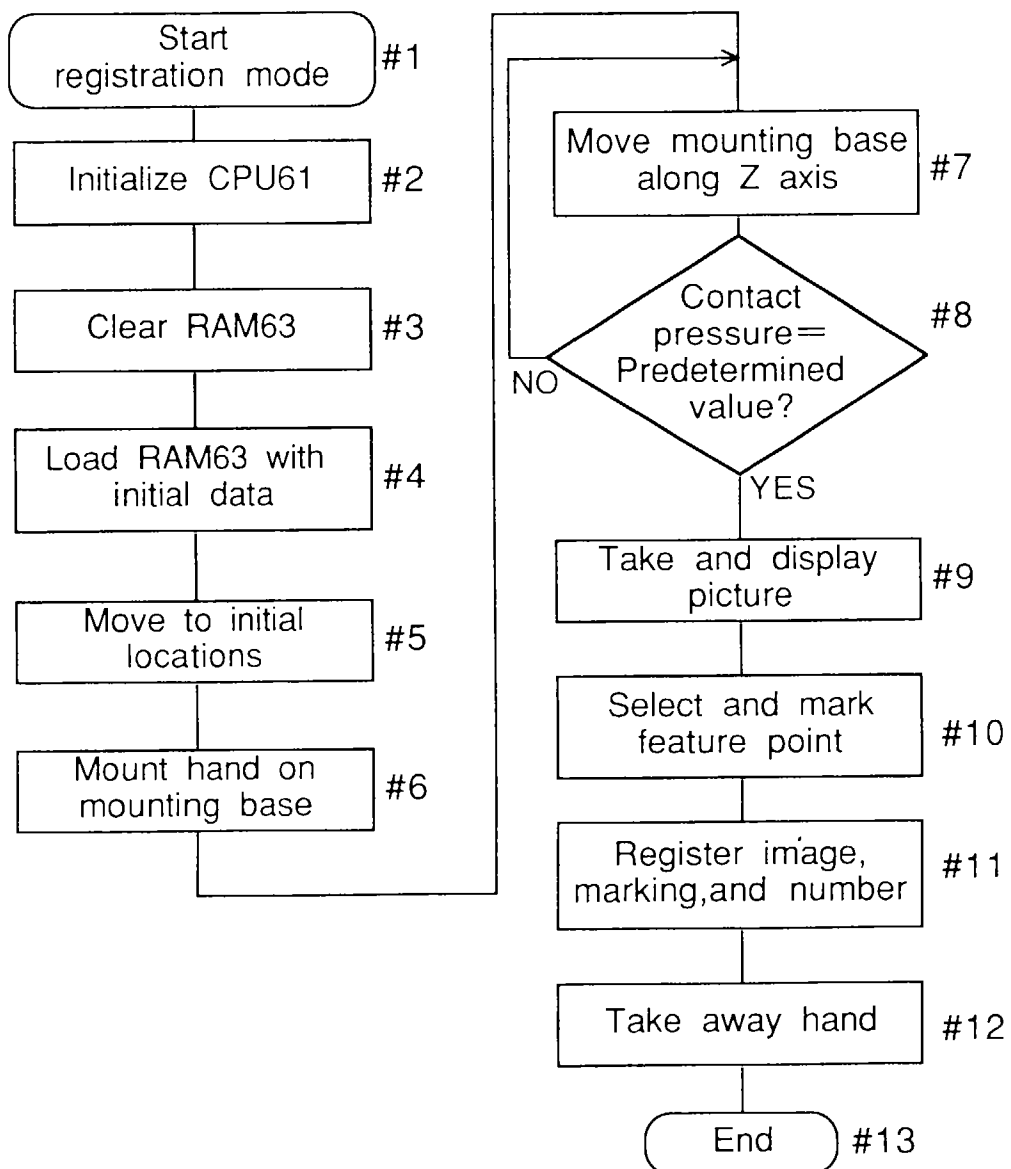 Start
registration mode
#1
Initialize CPU61
#2
Clear RAM63
#3
Load RAM63 with
initial data
#4
Move to initial
locations
#5
Mount hand on
mounting base
#6
Move mounting base
along Z axis
#7
Contact
pressure=
Predetermined
value?
#8
NO
YES
Take and display
picture
#9
Select and mark
feature point
#10
Register image,
marking,and number
#11
Take away hand
#12
End
#13